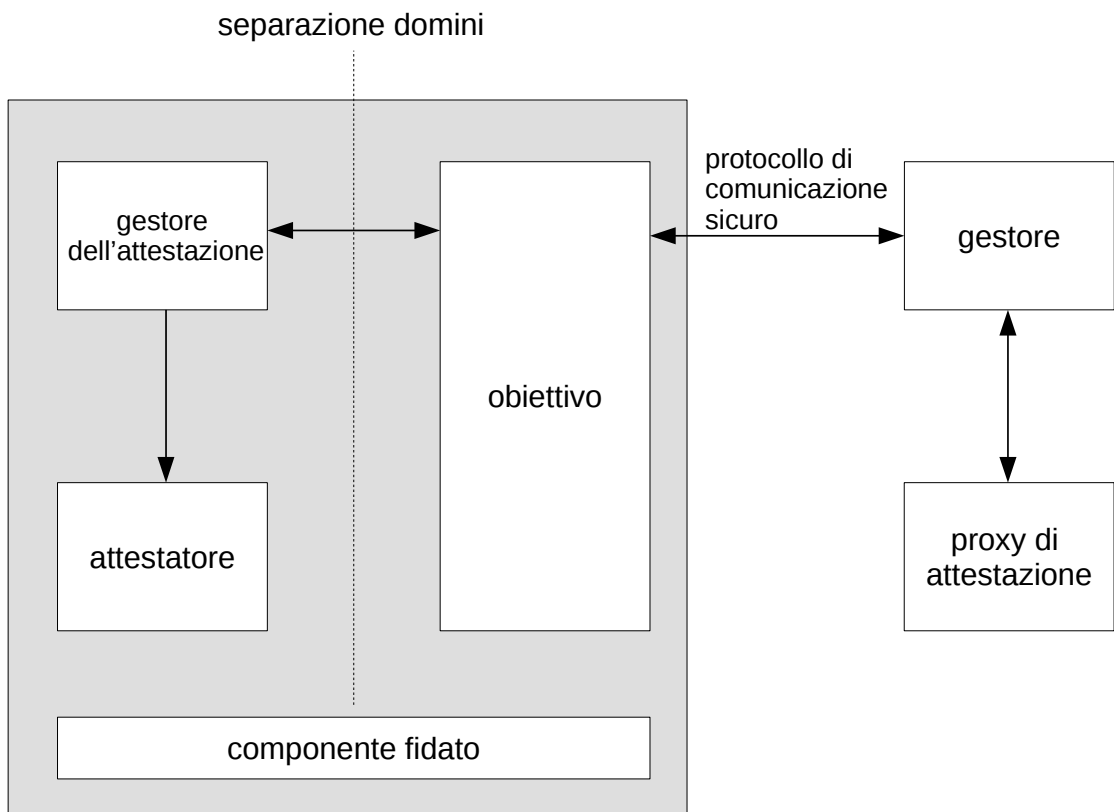 separazione domini
gestore
dell’attestazione
protocollo di
comunicazione
sicuro
gestore
obiettivo
attestatore
proxy di
attestazione
componente fidato